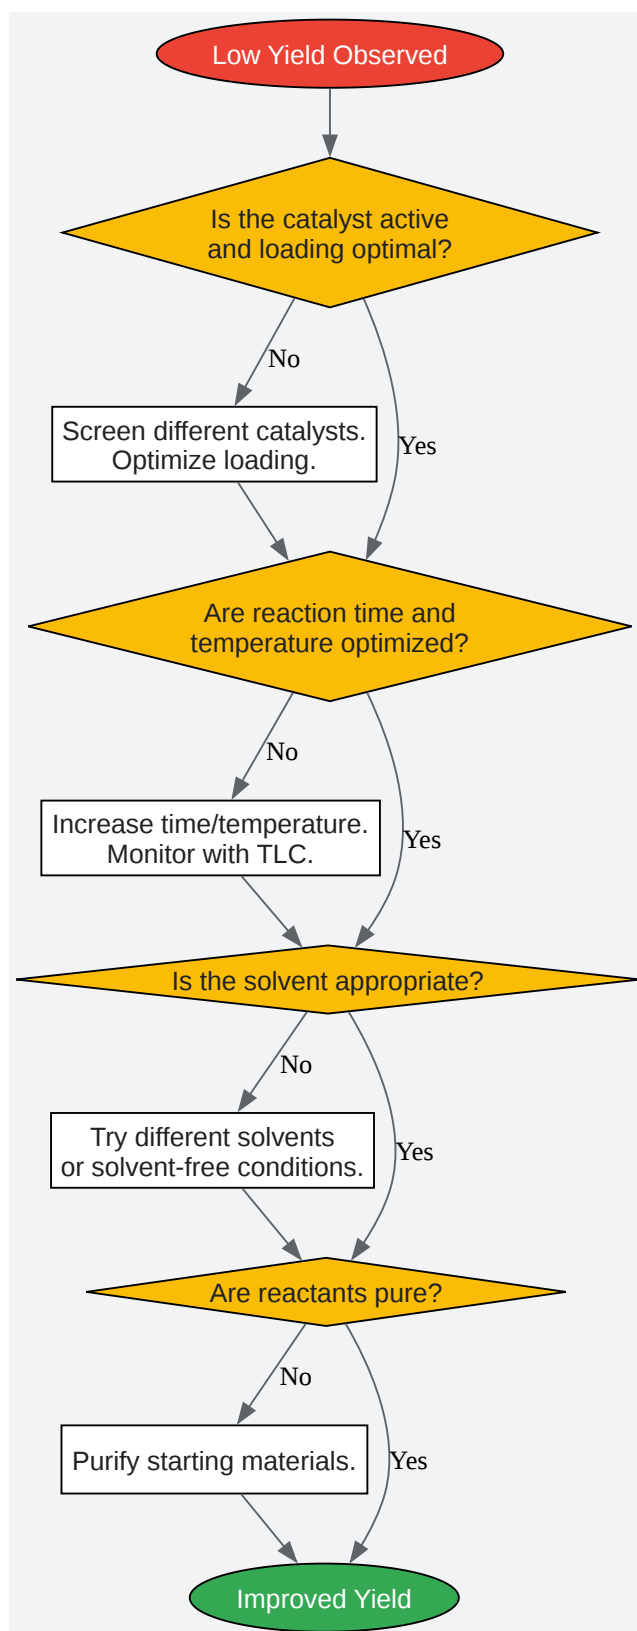 Low Yield Observed
Is the catalyst active
and loading optimal?
No
Screen different catalysts.
Optimize loading.
Yes
Are reaction time and
temperature optimized?
No
Increase time/temperature.
Monitor with TLC.
Yes
Is the solvent appropriate?
No
Try different solvents
or solvent-free conditions.
Yes
Are reactants pure?
No
Purify starting materials.
Yes
Improved Yield